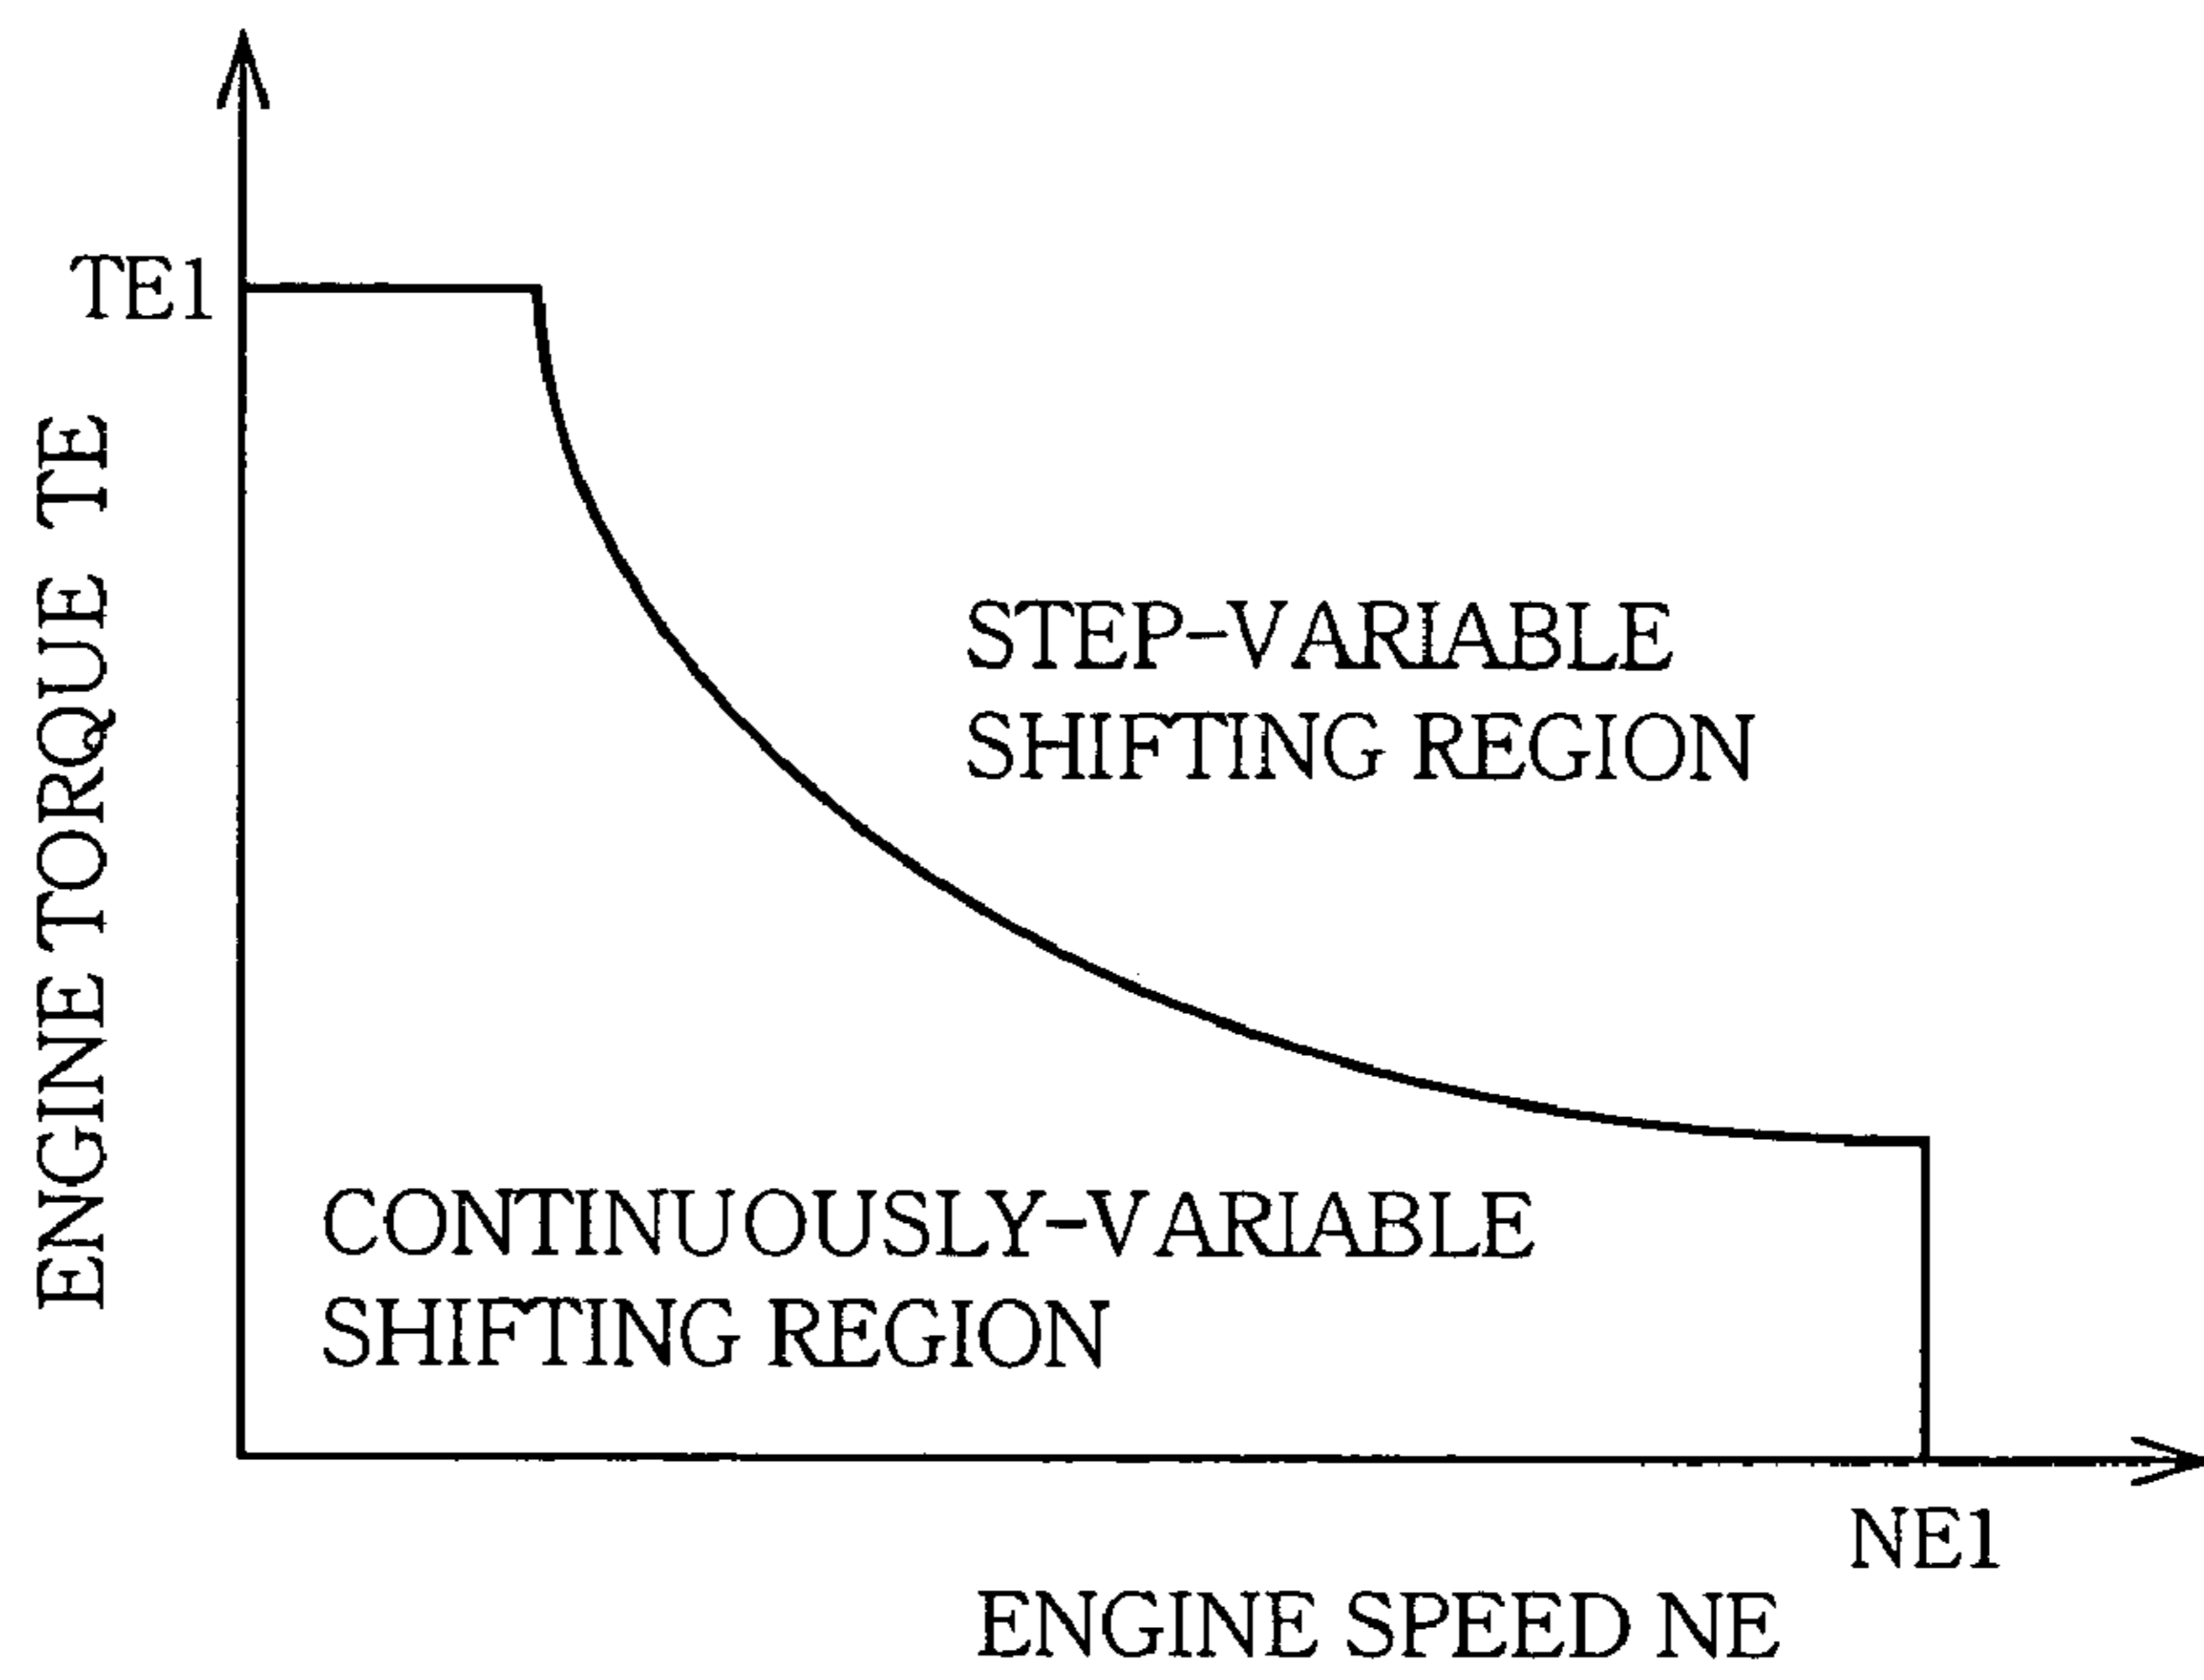 TE1
ENGINE TORQUE TE
STEP-VARIABLE
SHIFTING REGION
CONTINUOUSLY-VARIABLE
SHIFTING REGION
NE1
ENGINE SPEED NE